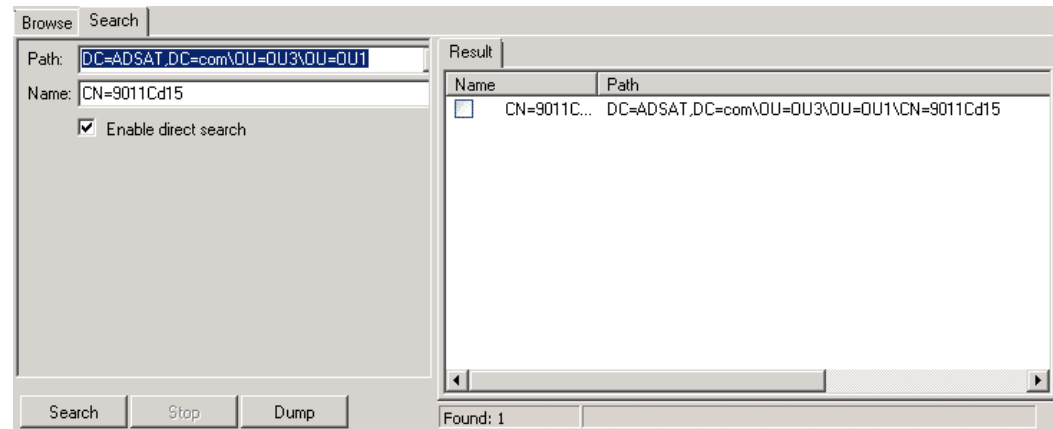 Browse Search
Path: DC=ADSAT,DC=com\OU=OU3\OU=OU1
Name: CN=9011Cd15
Enable direct search
Search Stop Dump
Result
Name Path
CN=9011C... DC=ADSAT,DC=com\OU=OU3\OU=OU1\CN=9011Cd15
Found: 1